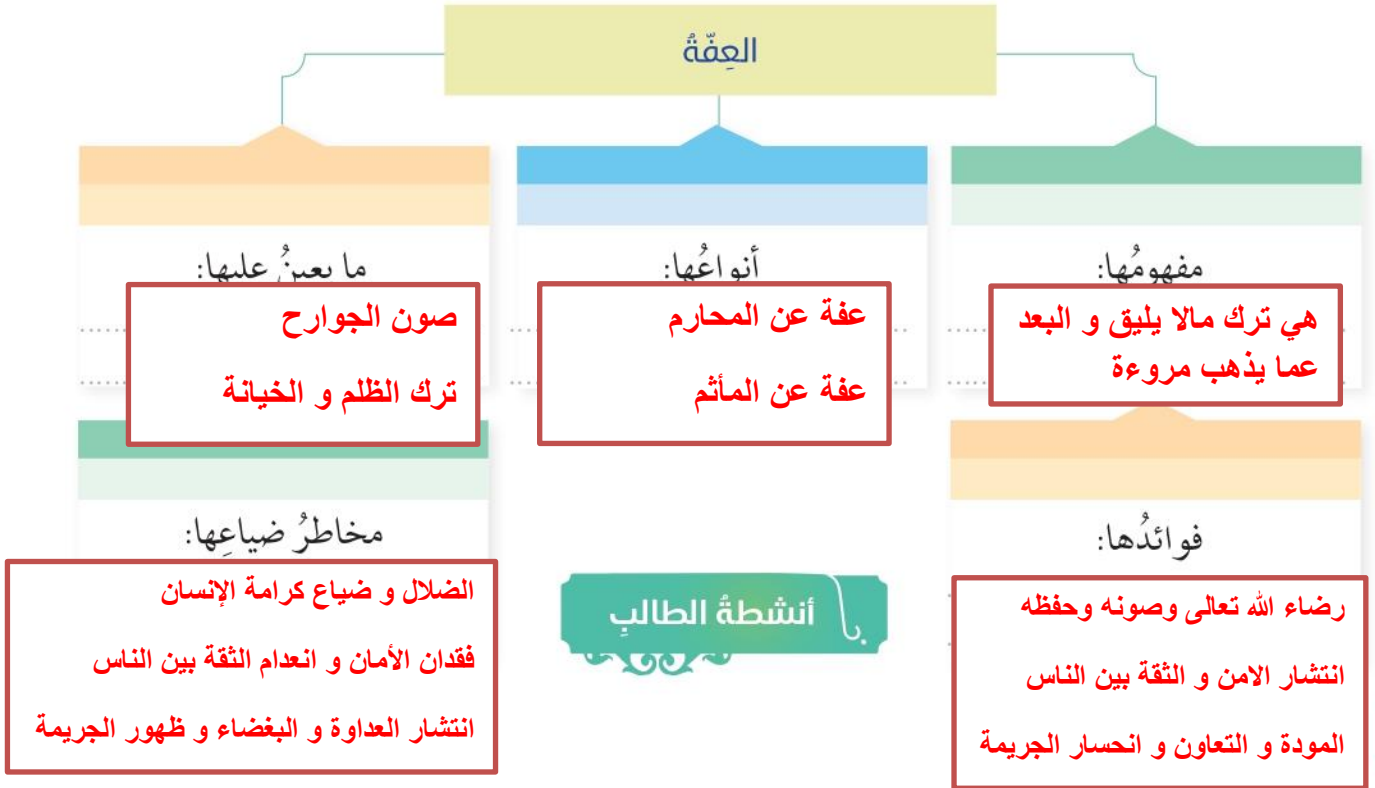 العِفّةُ
مفهومُها:
هي ترك مالا يليق و البعد
عما يذهب مروءة
أنواعُها:
عفة عن المحارم
عفة عن المأثم
ما يعينُ عليها:
صون الجوارح
ترك الظلم و الخيانة
فوائدُها:
رضاء الله تعالى وصونه وحفظه
انتشار الامن و الثقة بين الناس
المودة و التعاون و انحسار الجريمة
مخاطرُ ضياعِها:
الضلال و ضياع كرامة الإنسان
فقدان الأمان و انعدام الثقة بين الناس
انتشار العداوة و البغضاء و ظهور الجريمة
أنشطةُ الطالبِ